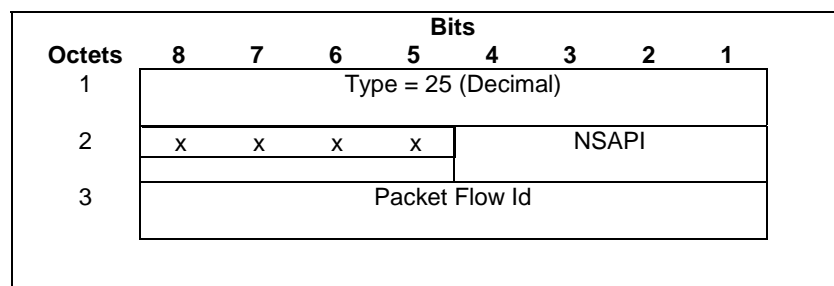 Bits
Octets 8 7 6 5 4 3 2 1
1 Type = 25 (Decimal)
2 x x x x NSAPI
3 Packet Flow Id